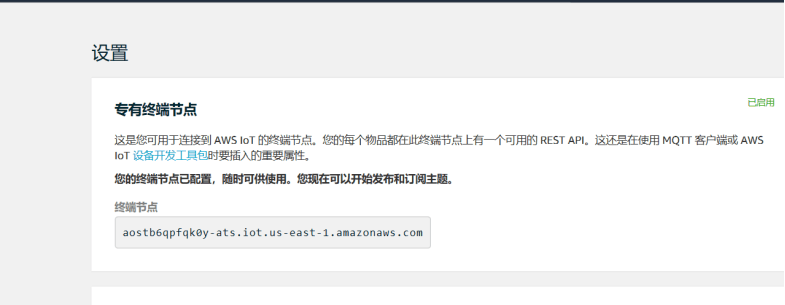 设置
专有终端节点
已启用
这是您可用于连接到 AWS IoT 的终端节点。您的每个物品都在此终端节点上有一个可用的 REST API。这还是在使用 MQTT 客户端或 AWS
IoT 设备开发工具包时要插入的重要属性。
您的终端节点已配置，随时可供使用。您现在可以开始发布和订阅主题。
终端节点
aostb6qpfqk0y-ats.iot.us-east-1.amazonaws.com